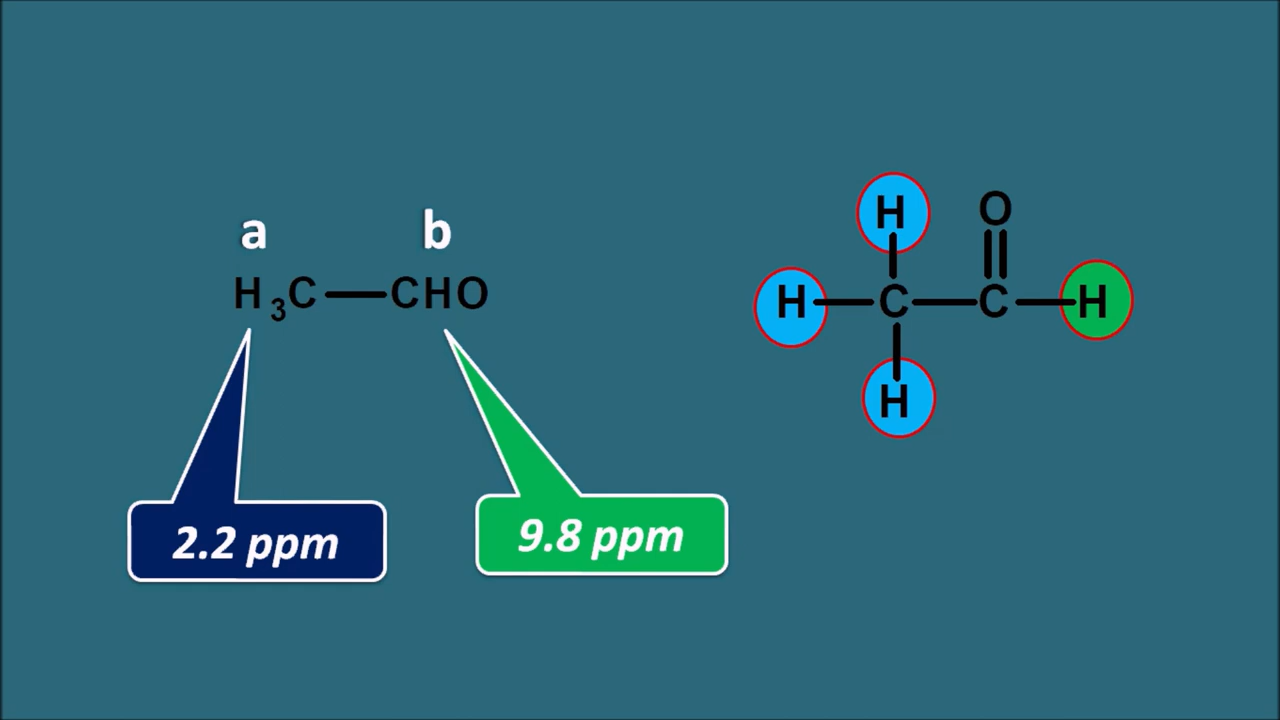 a b
H3C — CHO
2.2 ppm
9.8 ppm
H O
H C C H
H